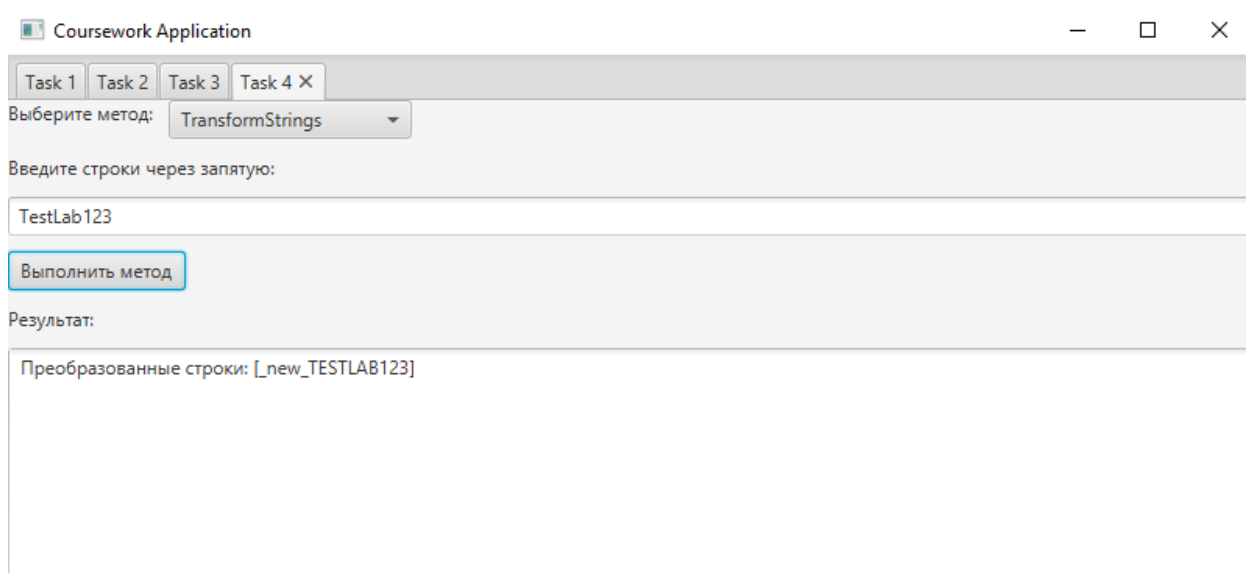 Coursework Application
Task 1 Task 2 Task 3 Task 4
Выберите метод: TransformStrings
Введите строки через запятую:
TestLab123
Выполнить метод
Результат:
Преобразованные строки: [_new_TESTLAB123]